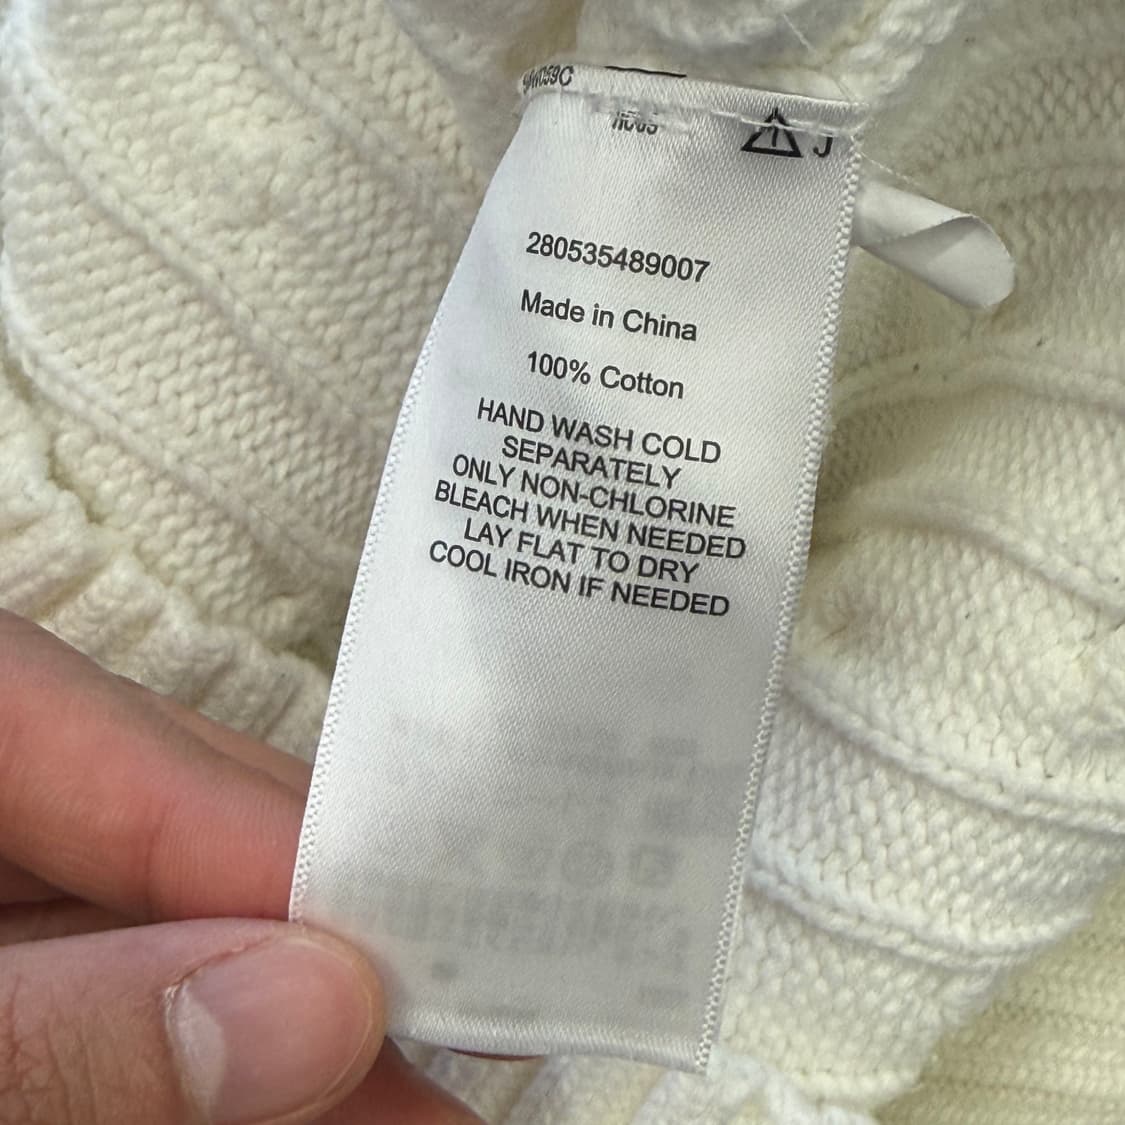 J
280535489007
Made in China
100% Cotton
HAND WASH COLD
SEPARATELY
ONLY NON-CHLORINE
BLEACH WHEN NEEDED
LAY FLAT TO DRY
COOL IRON IF NEEDED